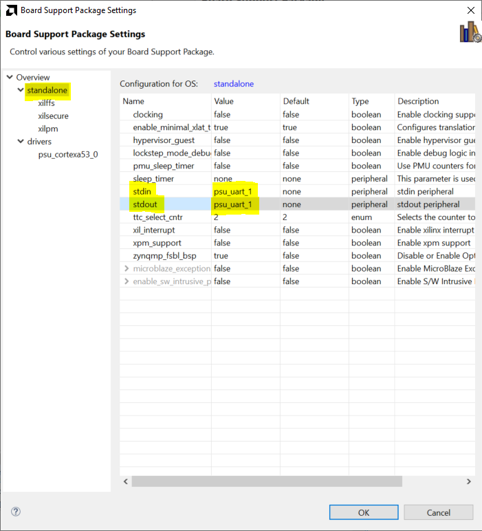 Board Support Package Settings
Board Support Package Settings
Control various settings of your Board Support Package.
Overview
standalone
xilffs
xilsecure
xilpm
drivers
psu_cortexa53_0
Configuration for OS: standalone
Name Value Default Type Description
clocking false false boolean Enable clocking suppo
enable_minimal_xlat_t true true boolean Configures translation
hypervisor_guest false false boolean Enable hypervisor gue
lockstep_mode_debug false false boolean Enable debug logic in
pmu_sleep_timer false false boolean Use PMU counters for
sleep_timer none none peripheral This parameter is used
stdin psu_uart_1 none peripheral stdin peripheral
stdout psu_uart_1 none peripheral stdout peripheral
ttc_select_cntr 2 2 enum Selects the counter to
xil_interrupt false false boolean Enable xilinx interrupt
xpm_support false false boolean Enable xpm support
zynqmp_fsbl_bsp true false boolean Disable or Enable Opt
microblaze_exception false false boolean Enable MicroBlaze Exc
enable_sw_intrusive_p false false boolean Enable S/W Intrusive P
OK Cancel